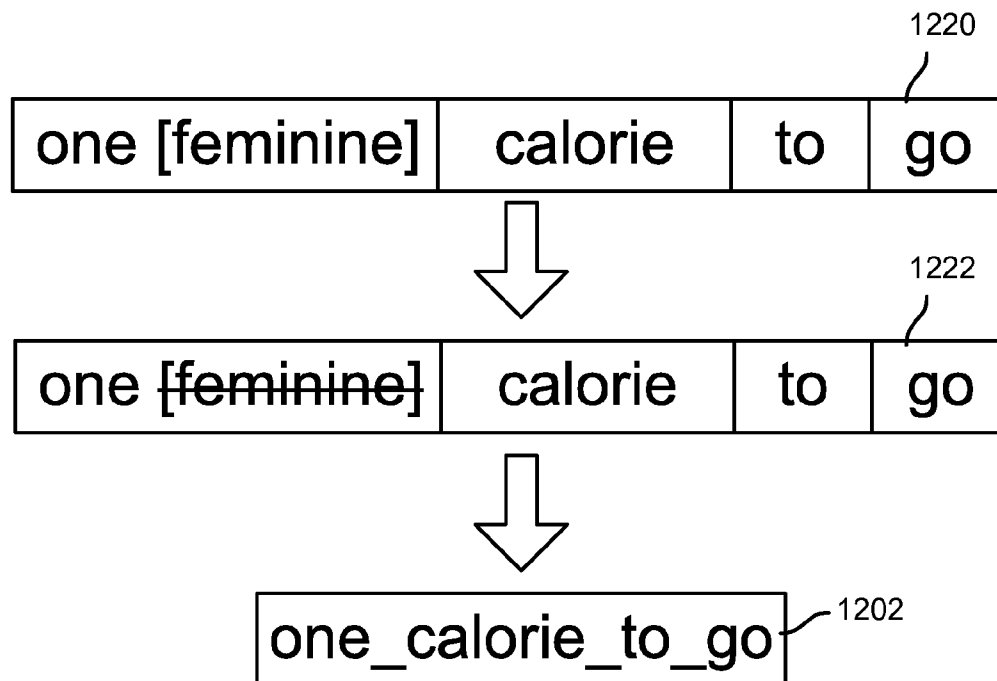 1220
one [feminine] calorie to go
1222
one [feminine] calorie to go
one_calorie_to_go 1202